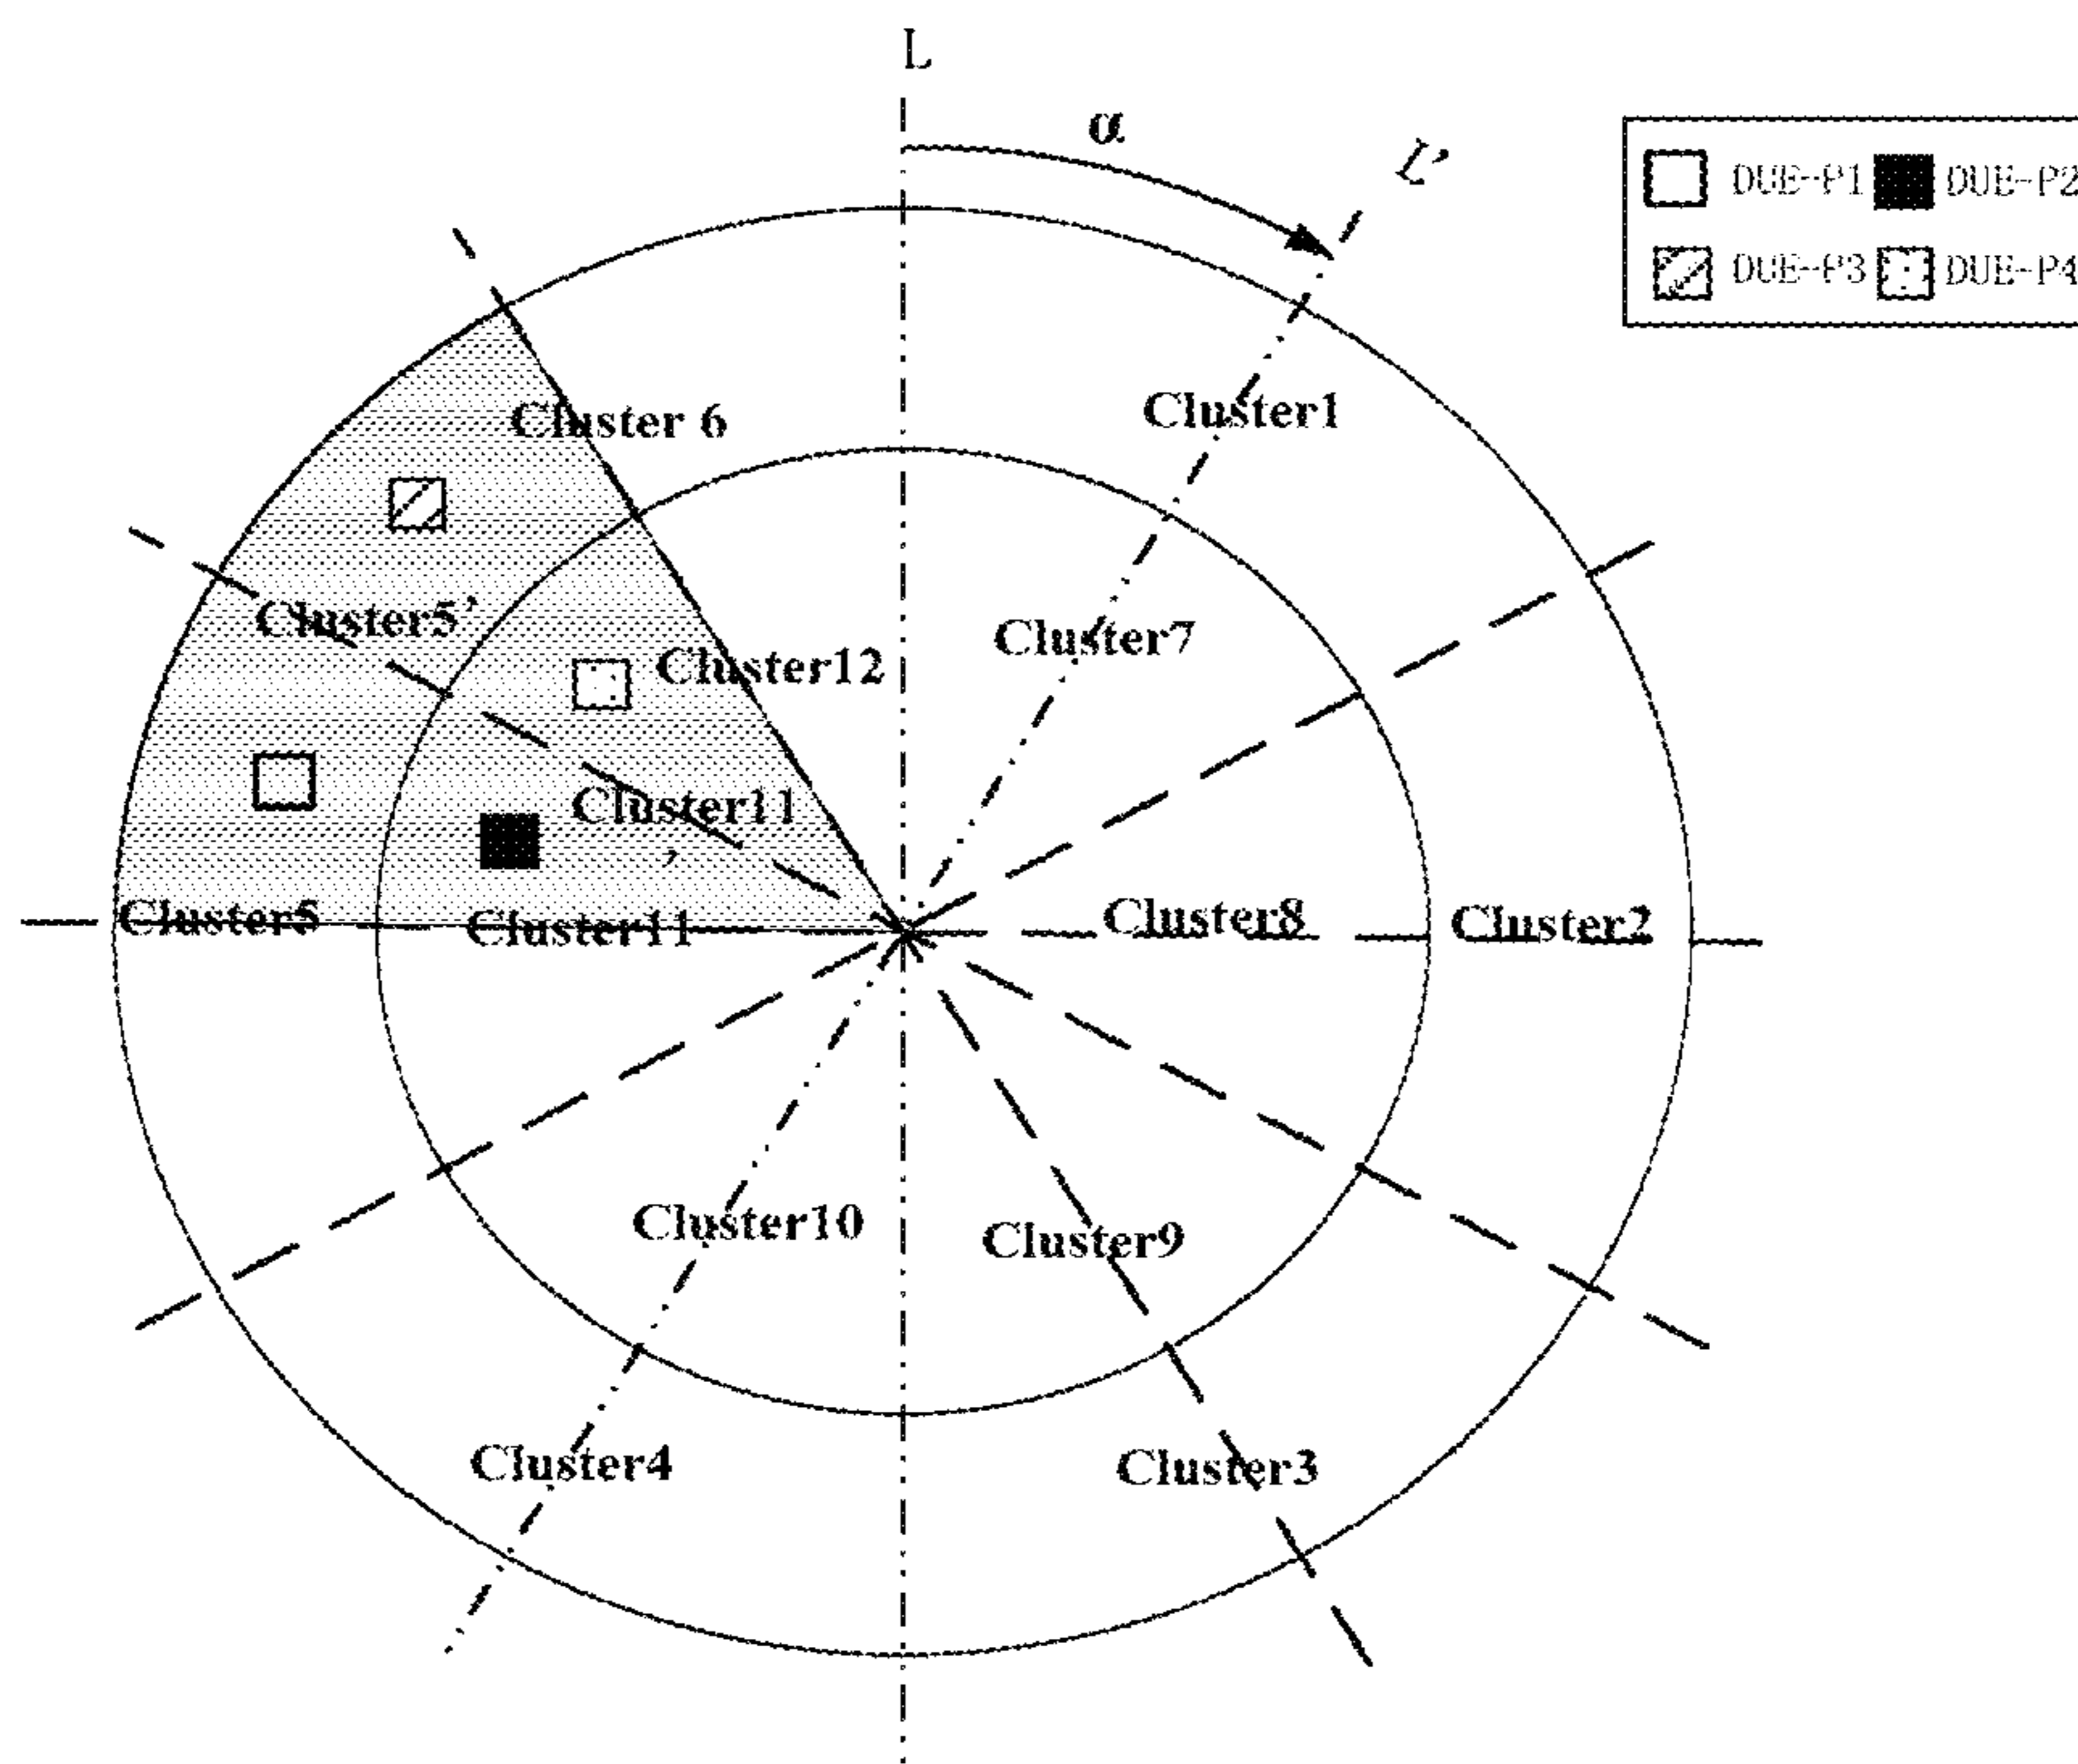 L
α
L'
DUE-P1 DUE-P2
DUE-P3 DUE-P4
Cluster 6
Cluster1
Cluster5'
Cluster12
Cluster7
Cluster11
'
Cluster5
Cluster11
Cluster8
Cluster2
Cluster10
Cluster9
Cluster4
Cluster3